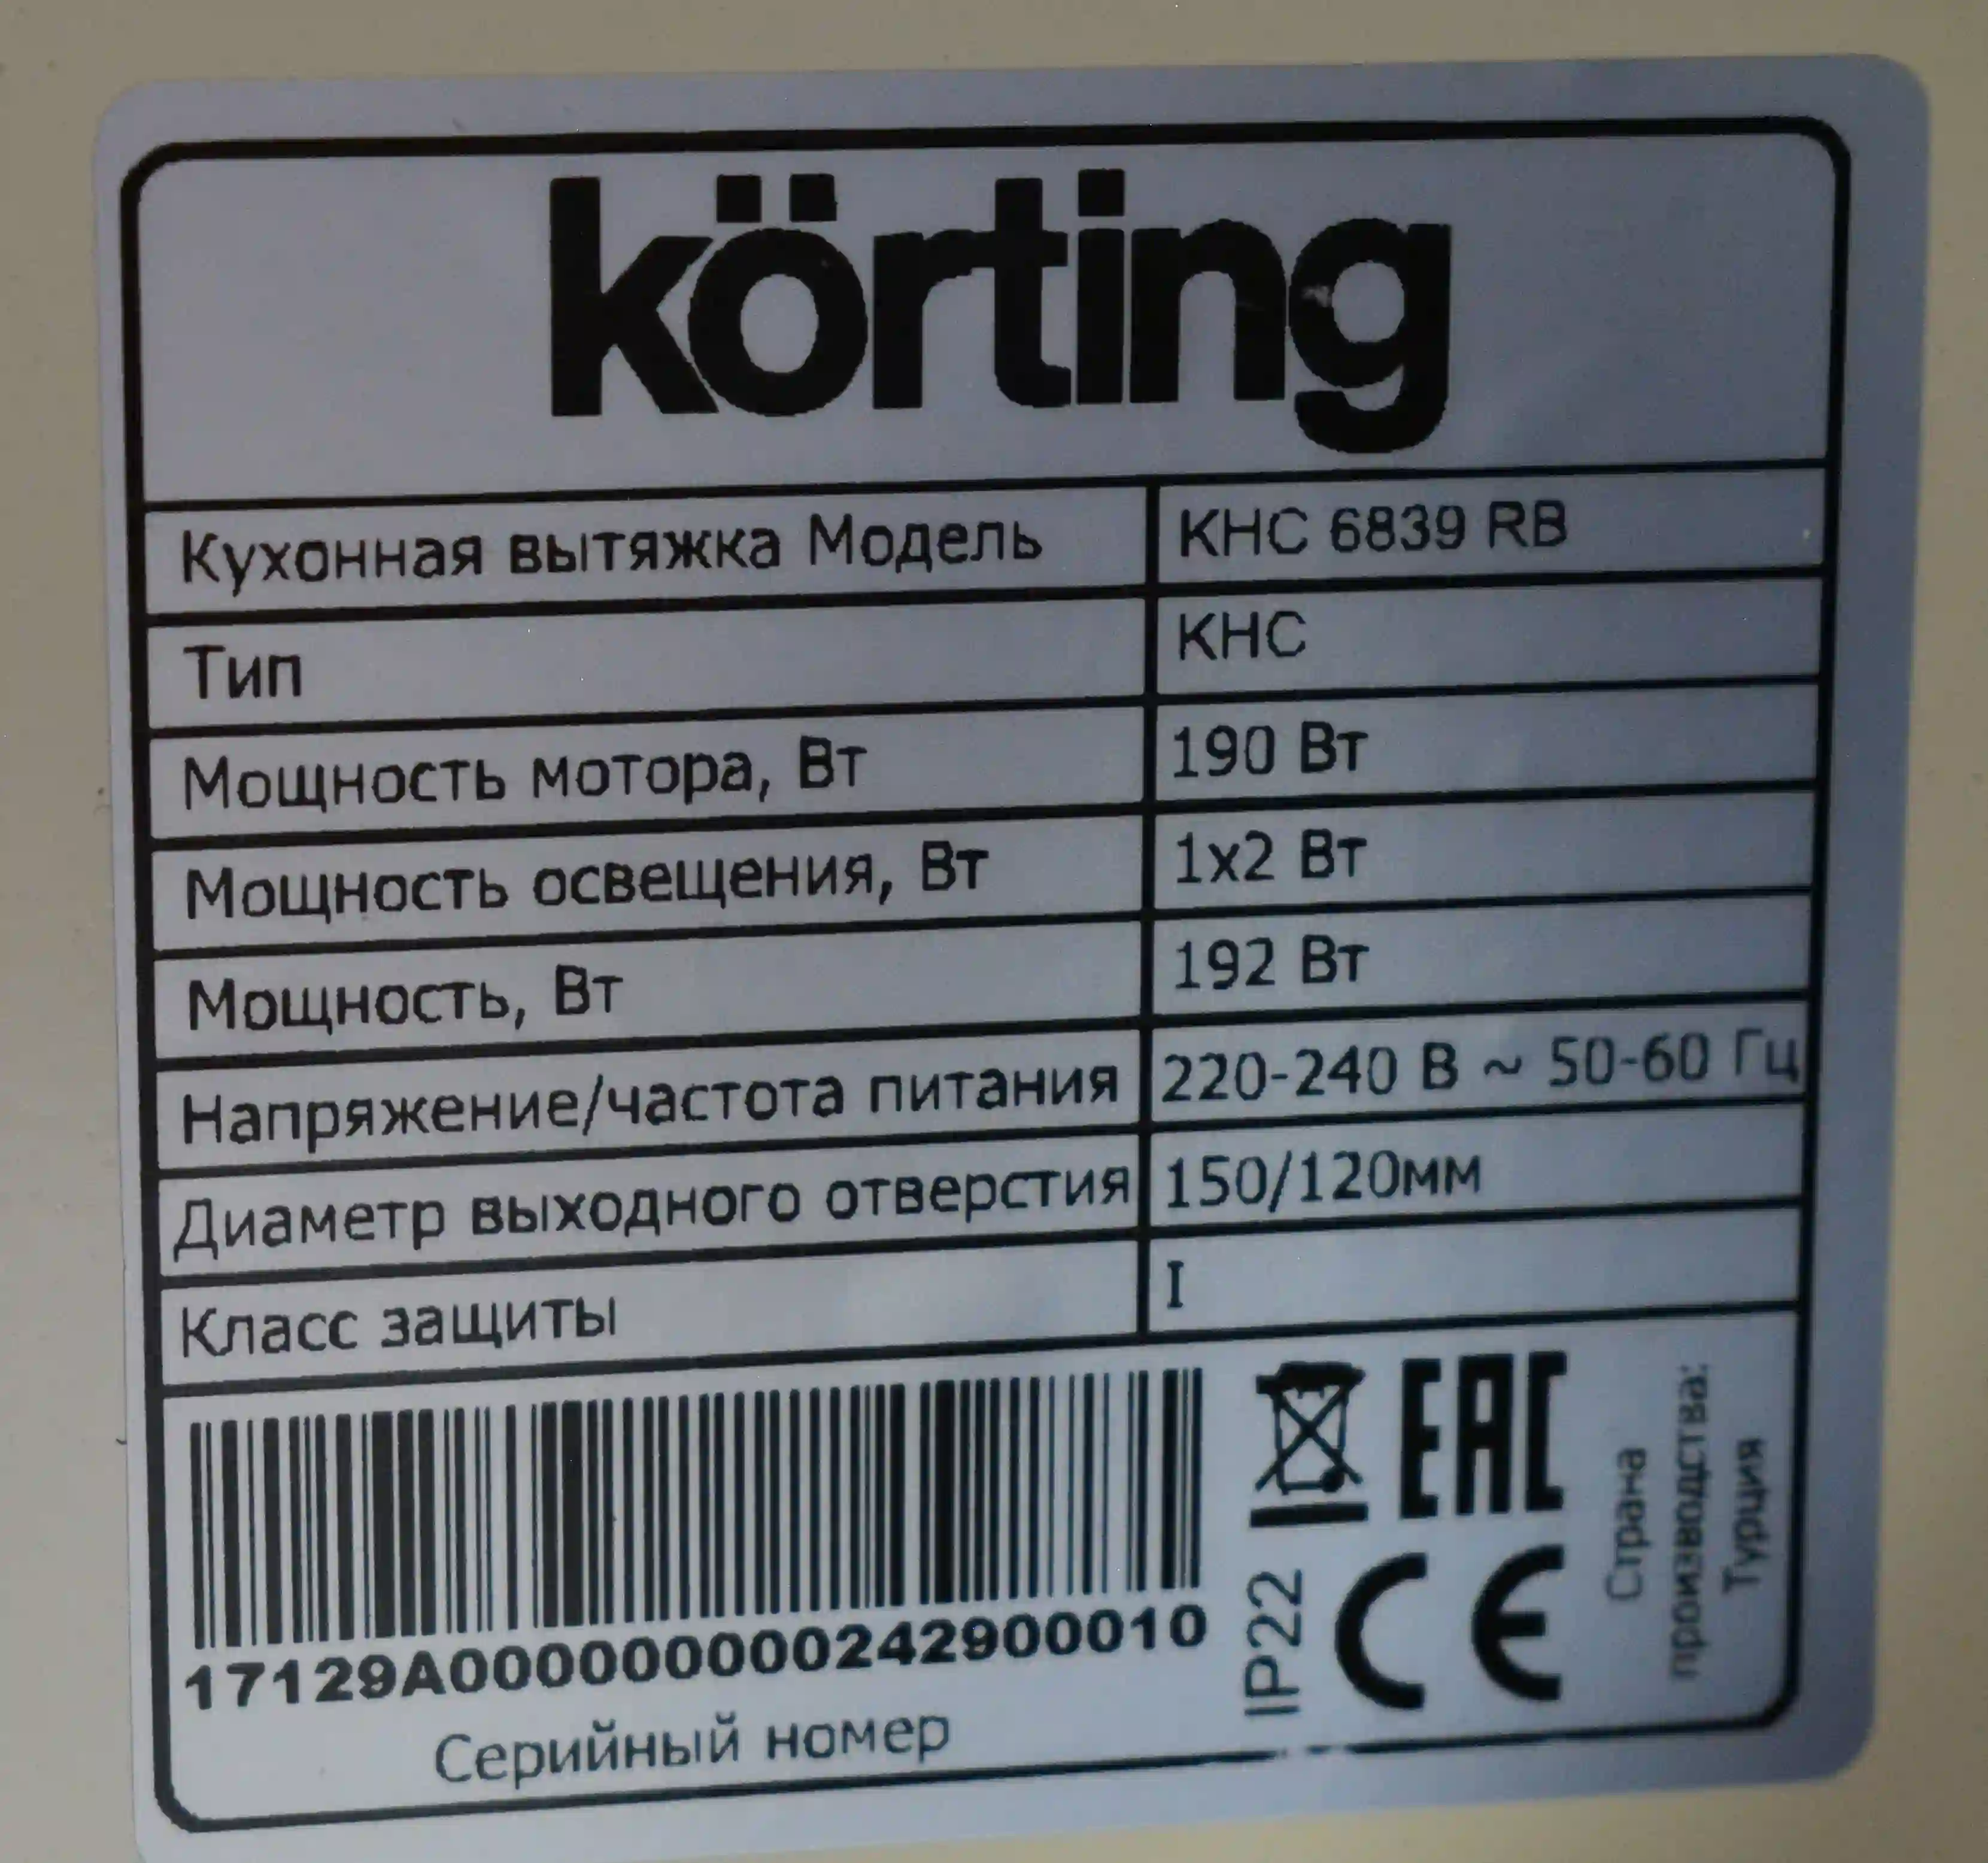 körting
Кухонная вытяжка Модель KHC 6839 RB
Тип KHC
Мощность мотора, Вт 190 Вт
Мощность освещения, Вт 1x2 Вт
Мощность, Вт 192 Вт
Напряжение/частота питания 220-240 В ~ 50-60 Гц
Диаметр выходного отверстия 150/120мм
Класс защиты I
17129A000000000242900010
Серийный номер
EAC
IP22
CE
Страна
производства:
Турция